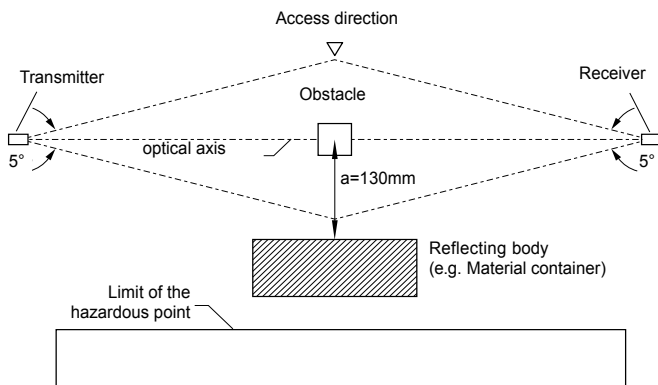 Access direction
Transmitter
Receiver
Obstacle
optical axis
5°
5°
a=130mm
Reflecting body
(e.g. Material container)
Limit of the
hazardous point